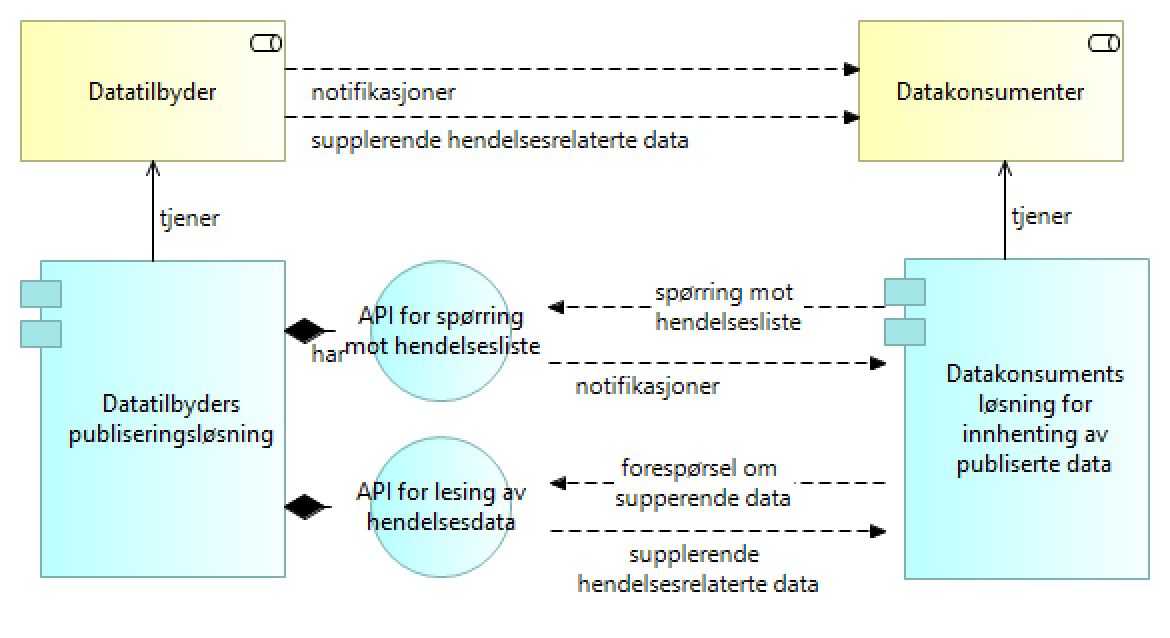 Datatilbyder
notifikasjoner
supplerende hendelsesrelaterte data
Datakonsumenter
tjener
tjener
Datatilbyders
publiseringsløsning
har
API for spørring
mot hendelsesliste
spørring mot
hendelsesliste
notifikasjoner
API for lesing av
hendelsesdata
forespørsel om
supperende data
supplerende
hendelsesrelaterte data
Datakonsuments
løsning for
innhenting av
publiserte data